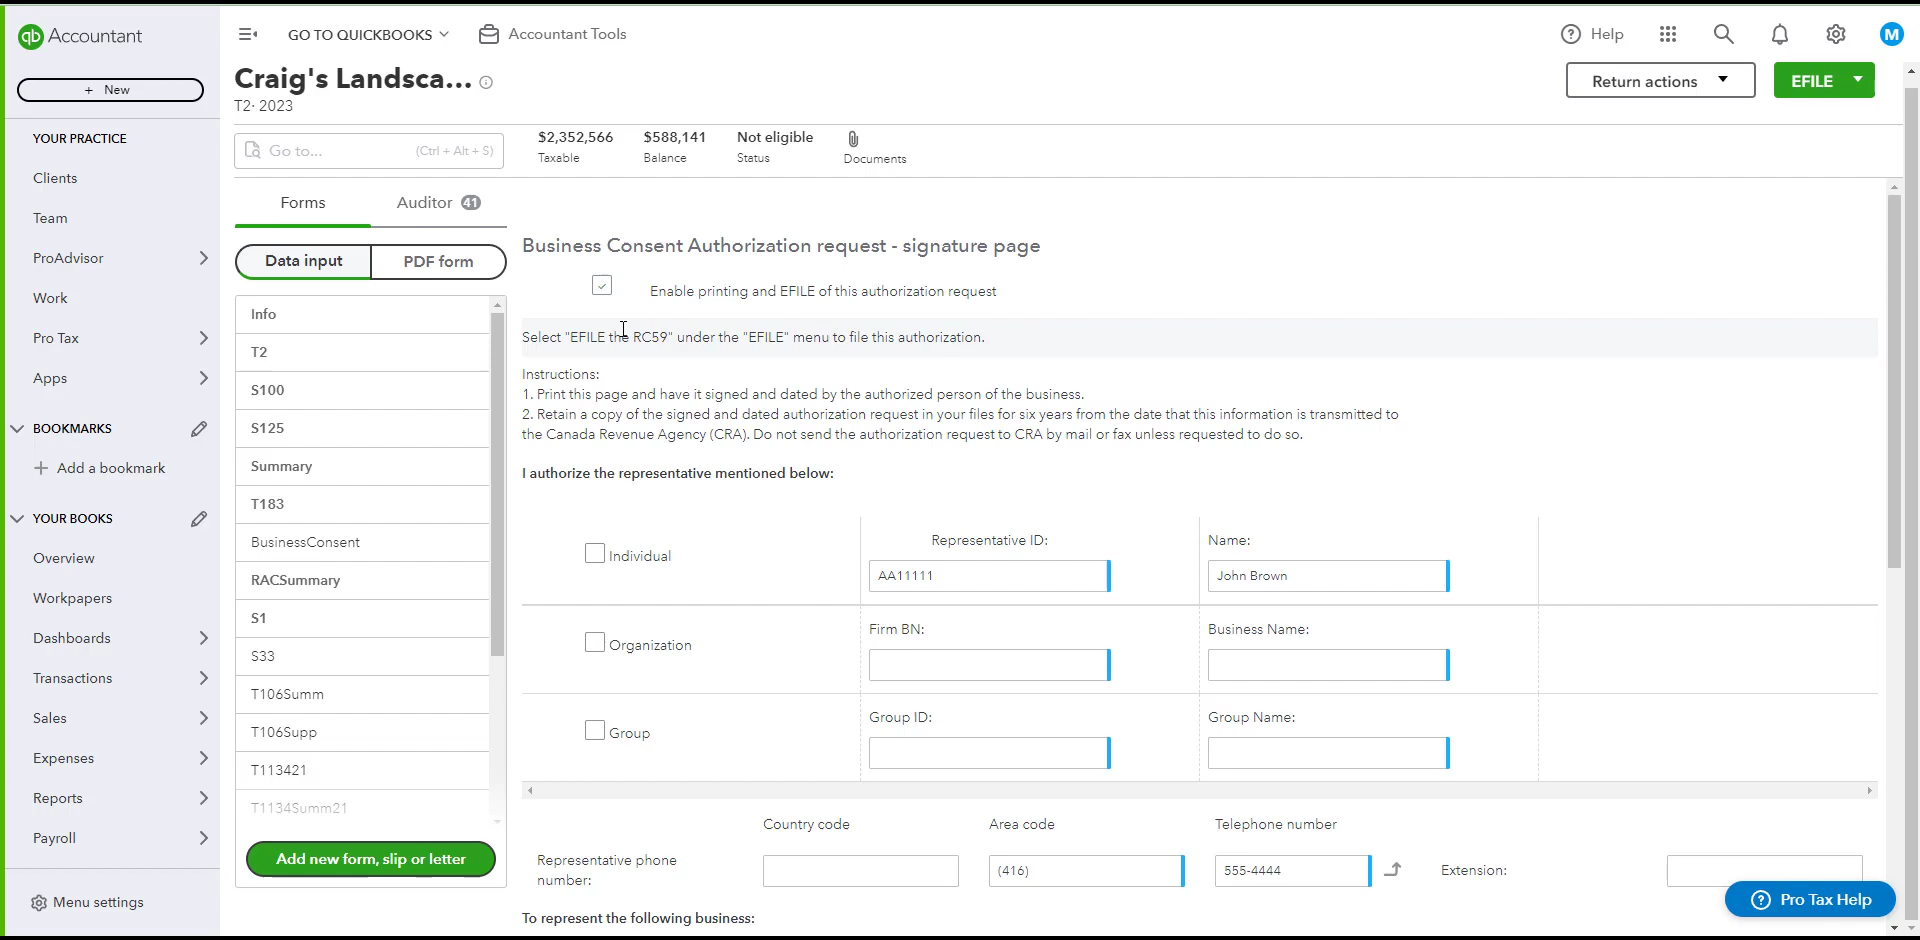 qb Accountant
GO TO QUICKBOOKS
Accountant Tools
Help
M
+ New
Craig's Landsca...
T2· 2023
Return actions
EFILE
Go to...
(Ctrl + Alt + S)
$2,352,566
Taxable
$588,141
Balance
Not eligible
Status
Documents
YOUR PRACTICE
Clients
Team
ProAdvisor
Work
Pro Tax
Apps
BOOKMARKS
+ Add a bookmark
YOUR BOOKS
Overview
Workpapers
Dashboards
Transactions
Sales
Expenses
Reports
Payroll
Menu settings
Forms
Auditor 41
Data input
PDF form
Info
T2
S100
S125
Summary
T183
BusinessConsent
RACSummary
S1
S33
T106Summ
T106Supp
T113421
T1134Summ21
Add new form, slip or letter
Business Consent Authorization request - signature page
Enable printing and EFILE of this authorization request
Select "EFILE the RC59" under the "EFILE" menu to file this authorization.
Instructions:
1. Print this page and have it signed and dated by the authorized person of the business.
2. Retain a copy of the signed and dated authorization request in your files for six years from the date that this information is transmitted to
the Canada Revenue Agency (CRA). Do not send the authorization request to CRA by mail or fax unless requested to do so.
I authorize the representative mentioned below:
Individual
Representative ID:
AA11111
Name:
John Brown
Organization
Firm BN:
Business Name:
Group
Group ID:
Group Name:
Country code
Area code
Telephone number
Representative phone
number:
(416)
555-4444
Extension:
To represent the following business:
Pro Tax Help